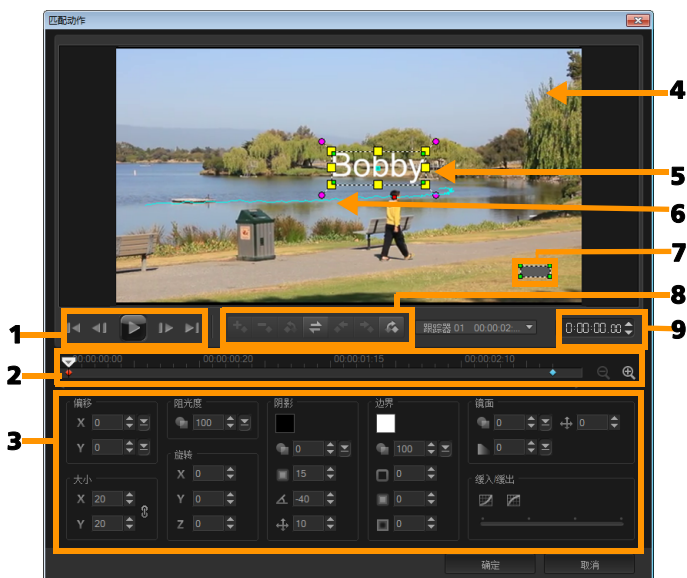 匹配动作
4
Bobby
5
6
7
8
1
跟踪器 01 00:00:02:...
0:00:00.00
9
00:00:00:00 00:00:00:20 00:00:01:15 00:00:02:10
2
偏移 阻光度 阴影 边界 镜面
X 0 100 0 0
Y 0 0 100 0
旋转
3
大小 X 0 15 0 缓入/缓出
X 20 Y 0 -40 0
Y 20 Z 0 10 0
确定 取消